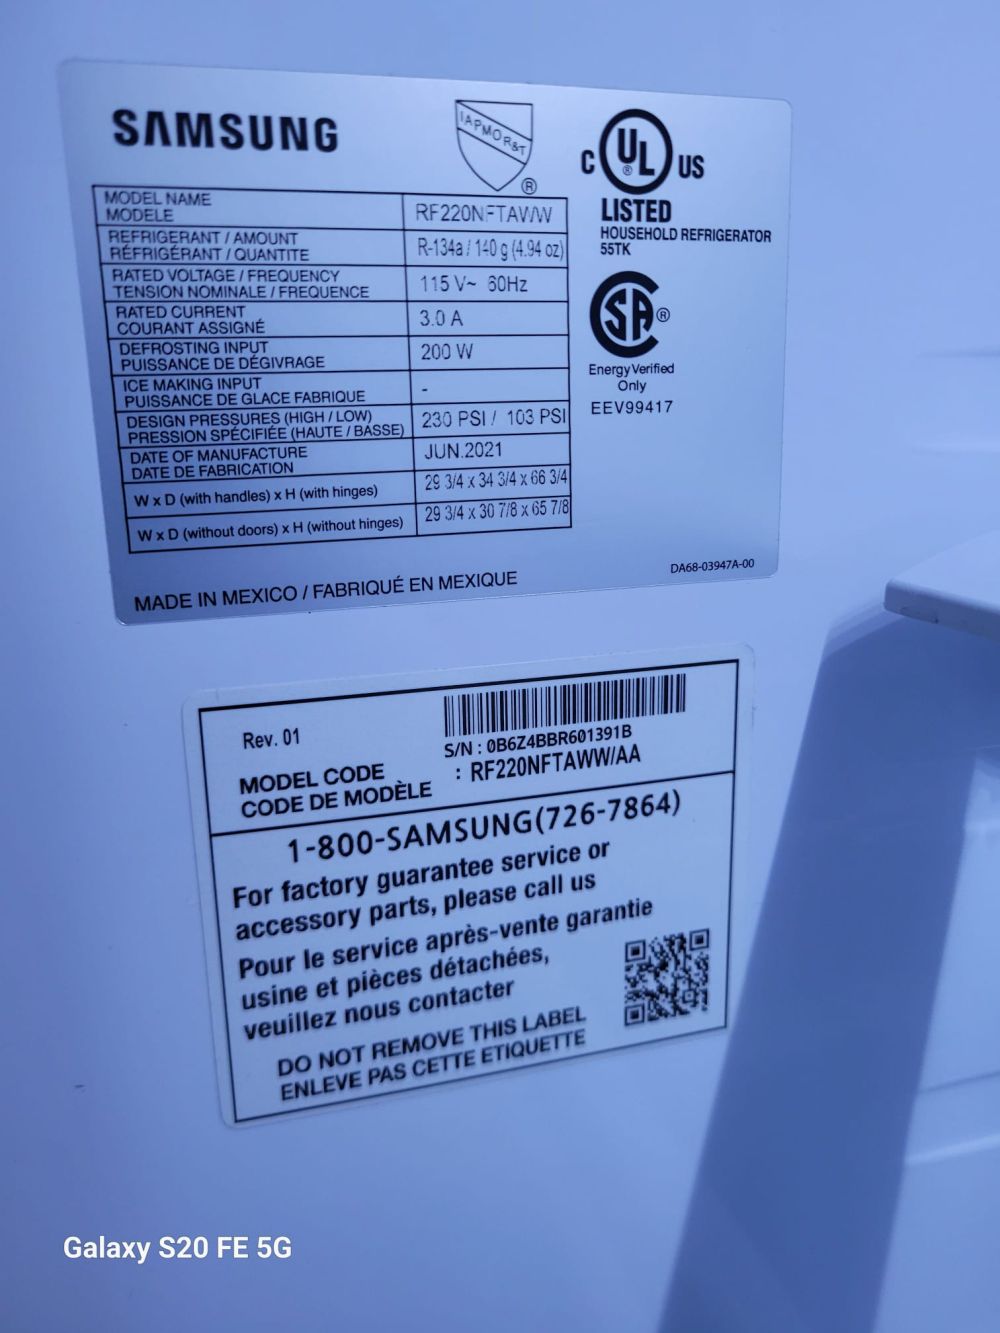 SAMSUNG
IAPMO R&T
®
C UL ® US
LISTED
HOUSEHOLD REFRIGERATOR
55TK
SA ®
Energy Verified
Only
EEV99417
MODEL NAME
MODELE
RF220NFTAWW
REFRIGERANT / AMOUNT
RÉFRIGÉRANT / QUANTITE
R-134a / 140 g (4.94 oz)
RATED VOLTAGE / FREQUENCY
TENSION NOMINALE / FREQUENCE
115 V~ 60Hz
RATED CURRENT
COURANT ASSIGNÉ
3.0 A
DEFROSTING INPUT
PUISSANCE DE DÉGIVRAGE
200 W
ICE MAKING INPUT
PUISSANCE DE GLACE FABRIQUE
-
DESIGN PRESSURES (HIGH / LOW)
PRESSION SPÉCIFIÉE (HAUTE / BASSE)
230 PSI / 103 PSI
DATE OF MANUFACTURE
DATE DE FABRICATION
JUN.2021
W x D (with handles) x H (with hinges)
29 3/4 x 34 3/4 x 66 3/4
W x D (without doors) x H (without hinges)
29 3/4 x 30 7/8 x 65 7/8
MADE IN MEXICO / FABRIQUÉ EN MEXIQUE
DA68-03947A-00
Rev. 01
S/N : 0B6Z4BBR601391B
MODEL CODE
CODE DE MODÈLE
: RF220NFTAWW/AA
1-800-SAMSUNG(726-7864)
For factory guarantee service or
accessory parts, please call us
Pour le service après-vente garantie
usine et pièces détachées,
veuillez nous contacter
DO NOT REMOVE THIS LABEL
ENLEVE PAS CETTE ETIQUETTE
Galaxy S20 FE 5G